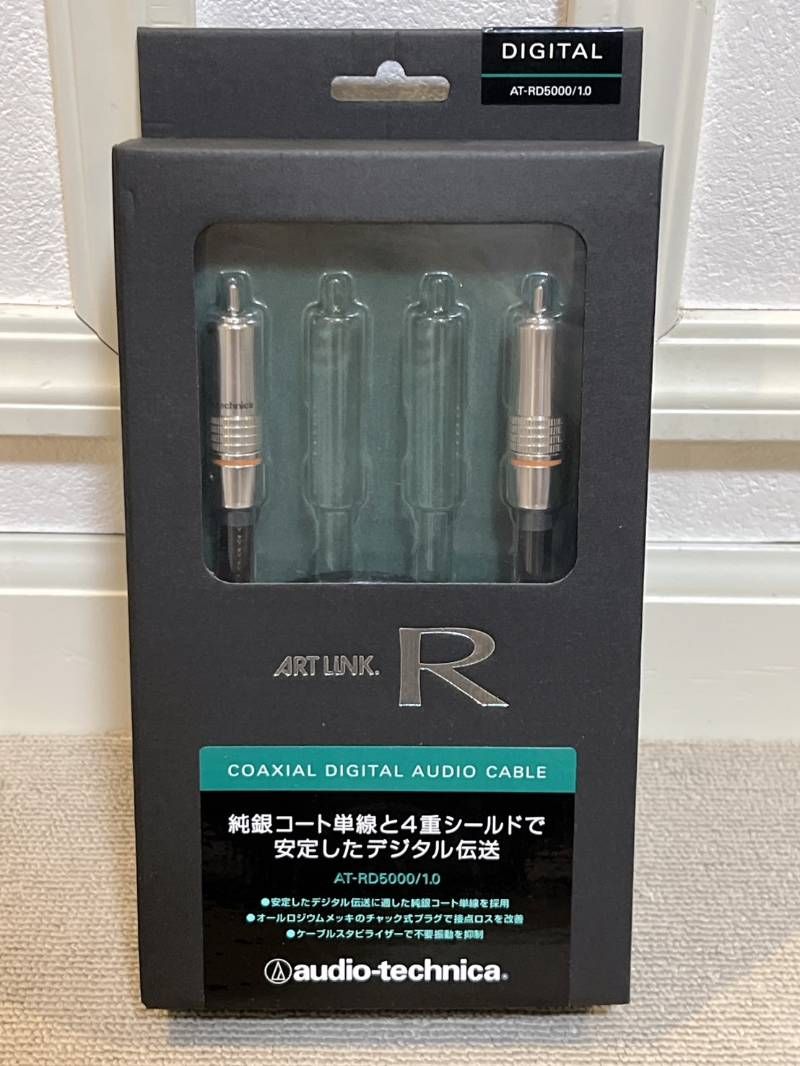 DIGITAL
AT-RD5000/1.0
technica
ART LINK. R
COAXIAL DIGITAL AUDIO CABLE
純銀コート単線と4重シールドで
安定したデジタル伝送
AT-RD5000/1.0
●安定したデジタル伝送に適した純銀コート単線を採用
●オールロジウムメッキのチャック式プラグで接点ロスを改善
●ケーブルスタビライザーで不要振動を抑制
audio-technica®